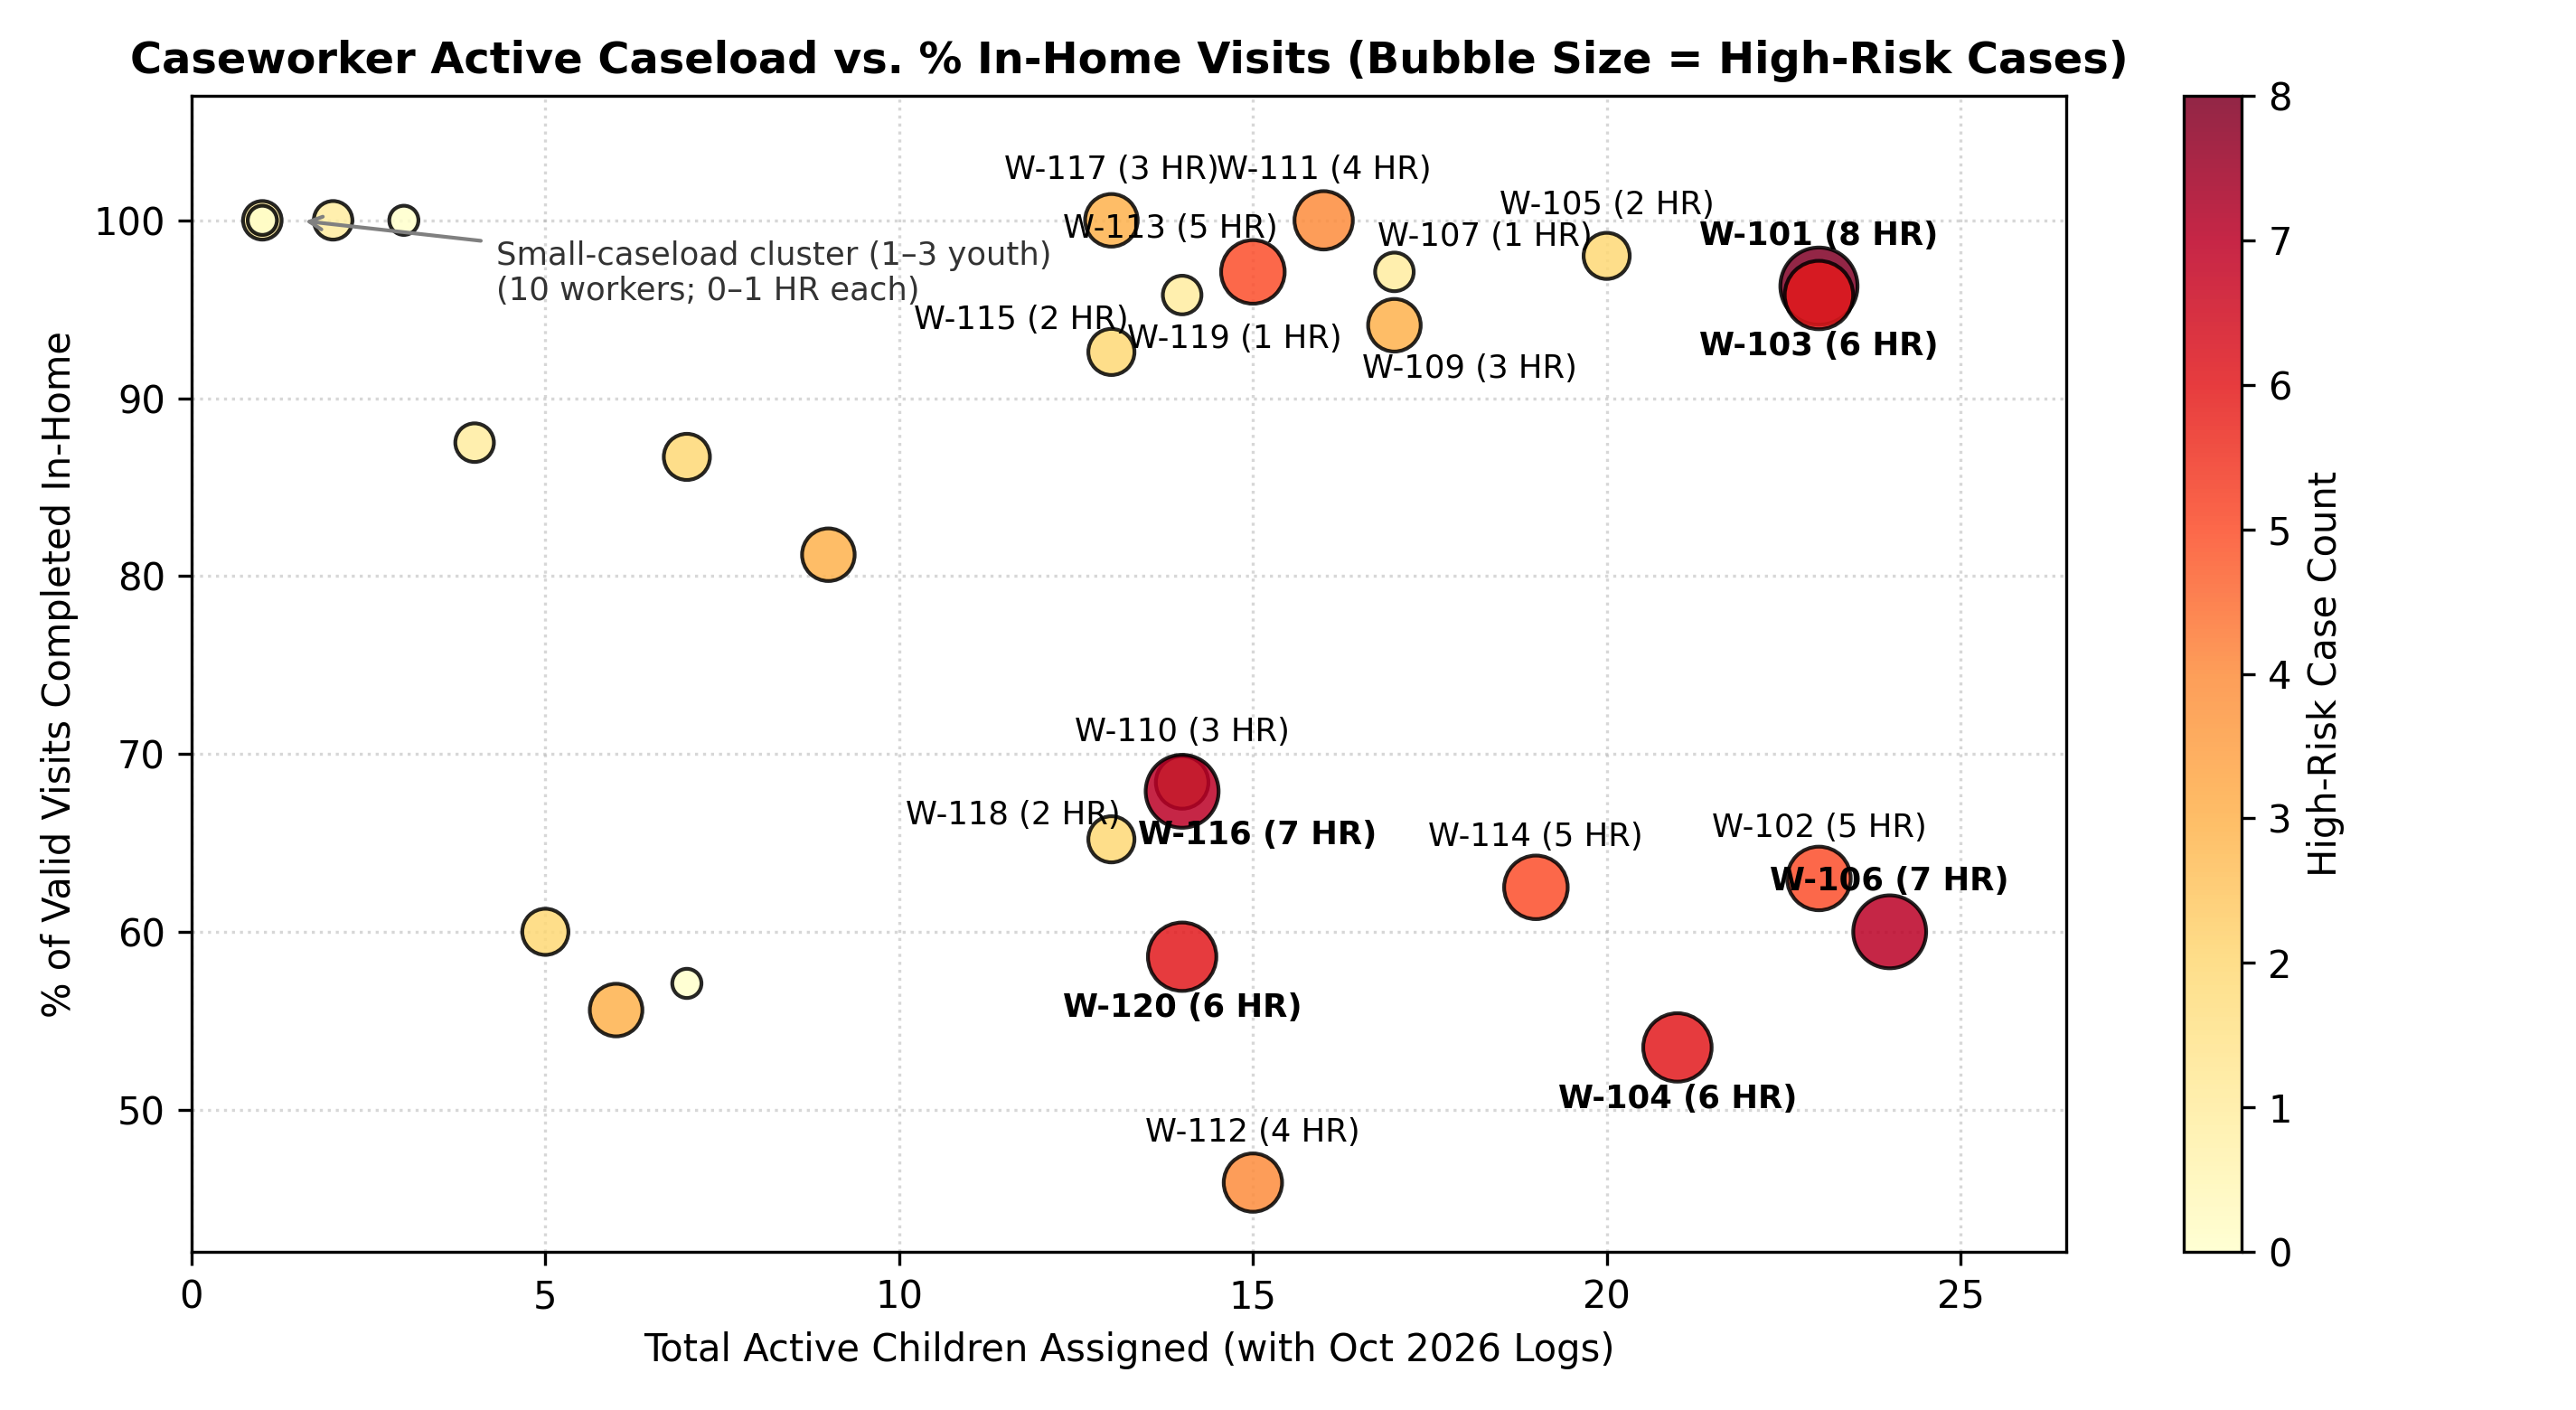 Caseworker Active Caseload vs. % In-Home Visits (Bubble Size = High-Risk Cases)
% of Valid Visits Completed In-Home
100
90
80
70
60
50
W-117 (3 HR)
W-111 (4 HR)
W-105 (2 HR)
W-113 (5 HR)
W-107 (1 HR)
W-101 (8 HR)
Small-caseload cluster (1–3 youth)
(10 workers; 0–1 HR each)
W-115 (2 HR)
W-119 (1 HR)
W-103 (6 HR)
W-109 (3 HR)
W-110 (3 HR)
W-118 (2 HR)
W-116 (7 HR)
W-114 (5 HR)
W-102 (5 HR)
W-106 (7 HR)
W-120 (6 HR)
W-104 (6 HR)
W-112 (4 HR)
0
5
10
15
20
25
Total Active Children Assigned (with Oct 2026 Logs)
8
7
6
5
4
3
2
1
0
High-Risk Case Count